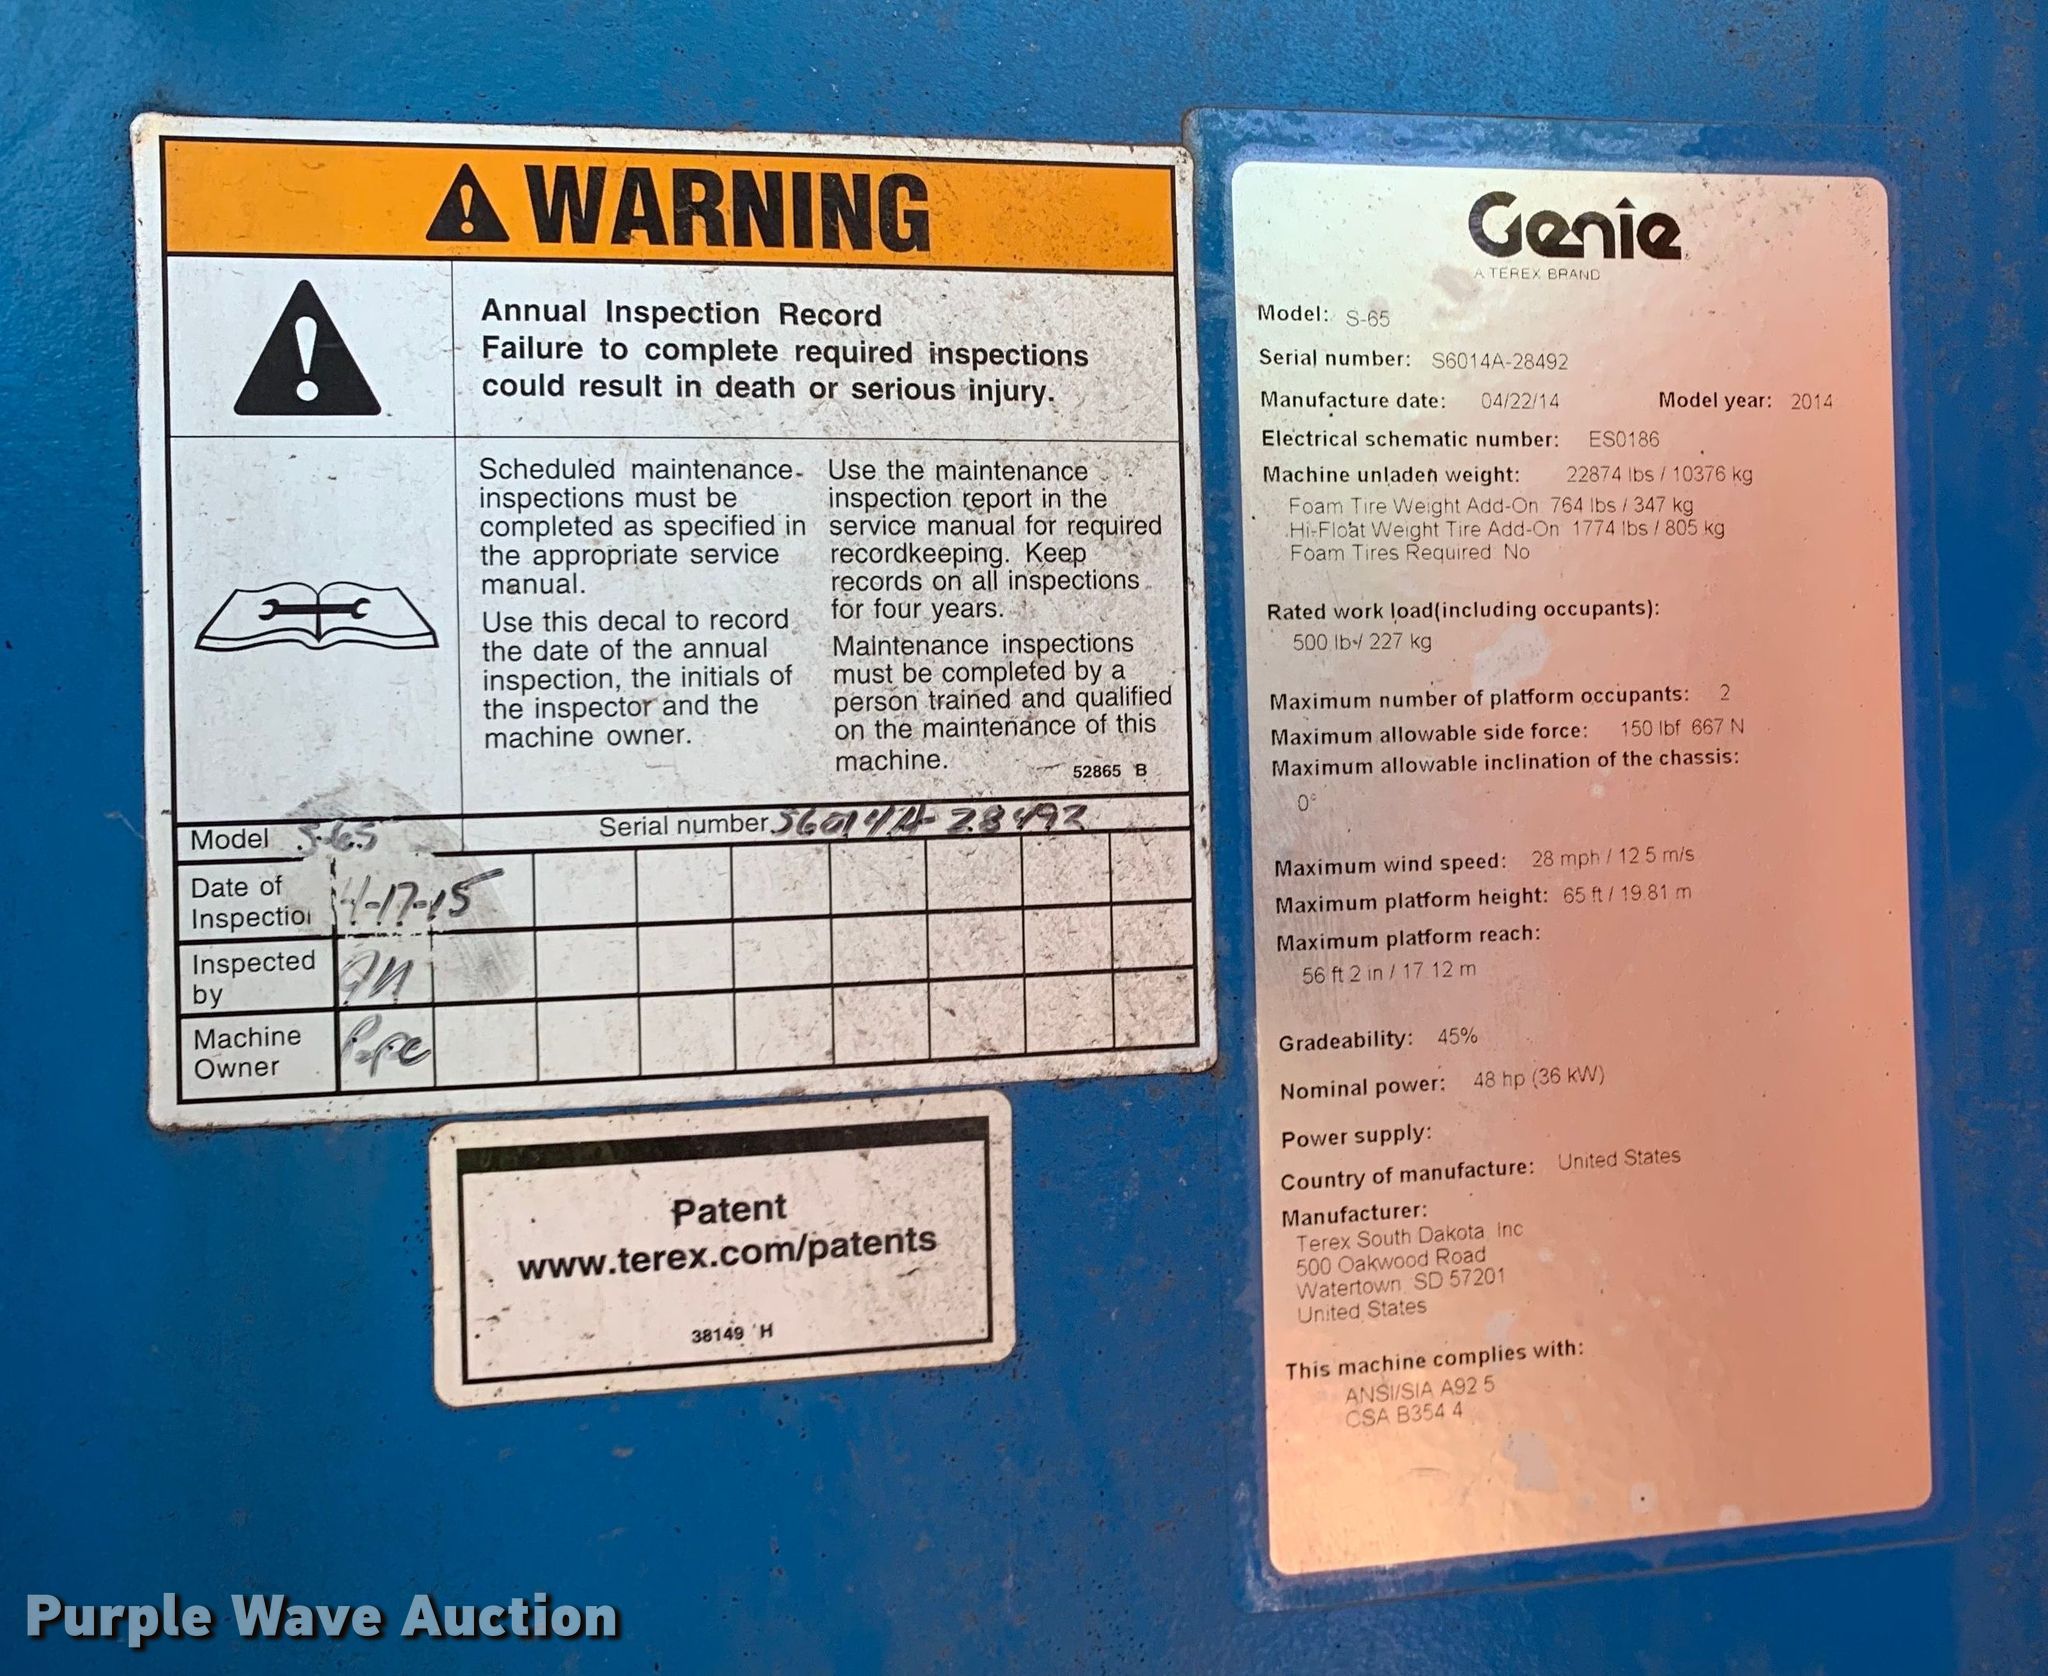 WARNING
Annual Inspection Record
Failure to complete required inspections
could result in death or serious injury.
Scheduled maintenance
inspections must be
completed as specified in
the appropriate service
manual.
Use this decal to record
the date of the annual
inspection, the initials of
the inspector and the
machine owner.
Use the maintenance
inspection report in the
service manual for required
recordkeeping. Keep
records on all inspections
for four years.
Maintenance inspections
must be completed by a
person trained and qualified
on the maintenance of this
machine.
52865 B
Model S-65 Serial number S6014A-28492
Date of
Inspection 4-17-15
Inspected
by
Machine
Owner
Patent
www.terex.com/patents
38149 H
Genie
A TEREX BRAND
Model: S-65
Serial number: S6014A-28492
Manufacture date: 04/22/14 Model year: 2014
Electrical schematic number: ES0186
Machine unladen weight: 22874 lbs / 10376 kg
Foam Tire Weight Add-On 764 lbs / 347 kg
Hi-Float Weight Tire Add-On 1774 lbs / 805 kg
Foam Tires Required No
Rated work load(including occupants):
500 lb / 227 kg
Maximum number of platform occupants: 2
Maximum allowable side force: 150 lbf 667 N
Maximum allowable inclination of the chassis:
0°
Maximum wind speed: 28 mph / 12.5 m/s
Maximum platform height: 65 ft / 19.81 m
Maximum platform reach:
56 ft 2 in / 17.12 m
Gradeability: 45%
Nominal power: 48 hp (36 kW)
Power supply:
Country of manufacture: United States
Manufacturer:
Terex South Dakota, Inc
500 Oakwood Road
Watertown, SD 57201
United States
This machine complies with:
ANSI/SIA A92.5
CSA B354.4
Purple Wave Auction